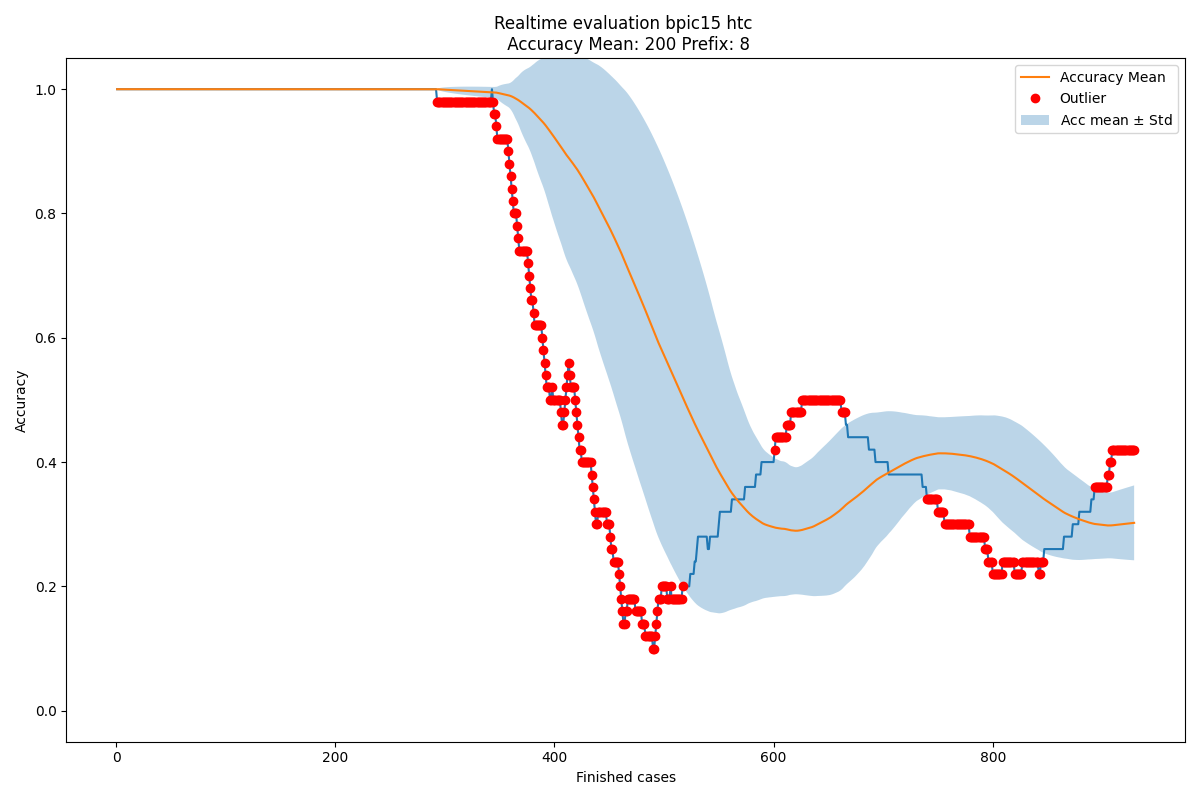 Realtime evaluation bpic15 htc
Accuracy Mean: 200 Prefix: 8
Accuracy Mean
Outlier
Acc mean ± Std
Accuracy
1.0
0.8
0.6
0.4
0.2
0.0
0 200 400 600 800
Finished cases